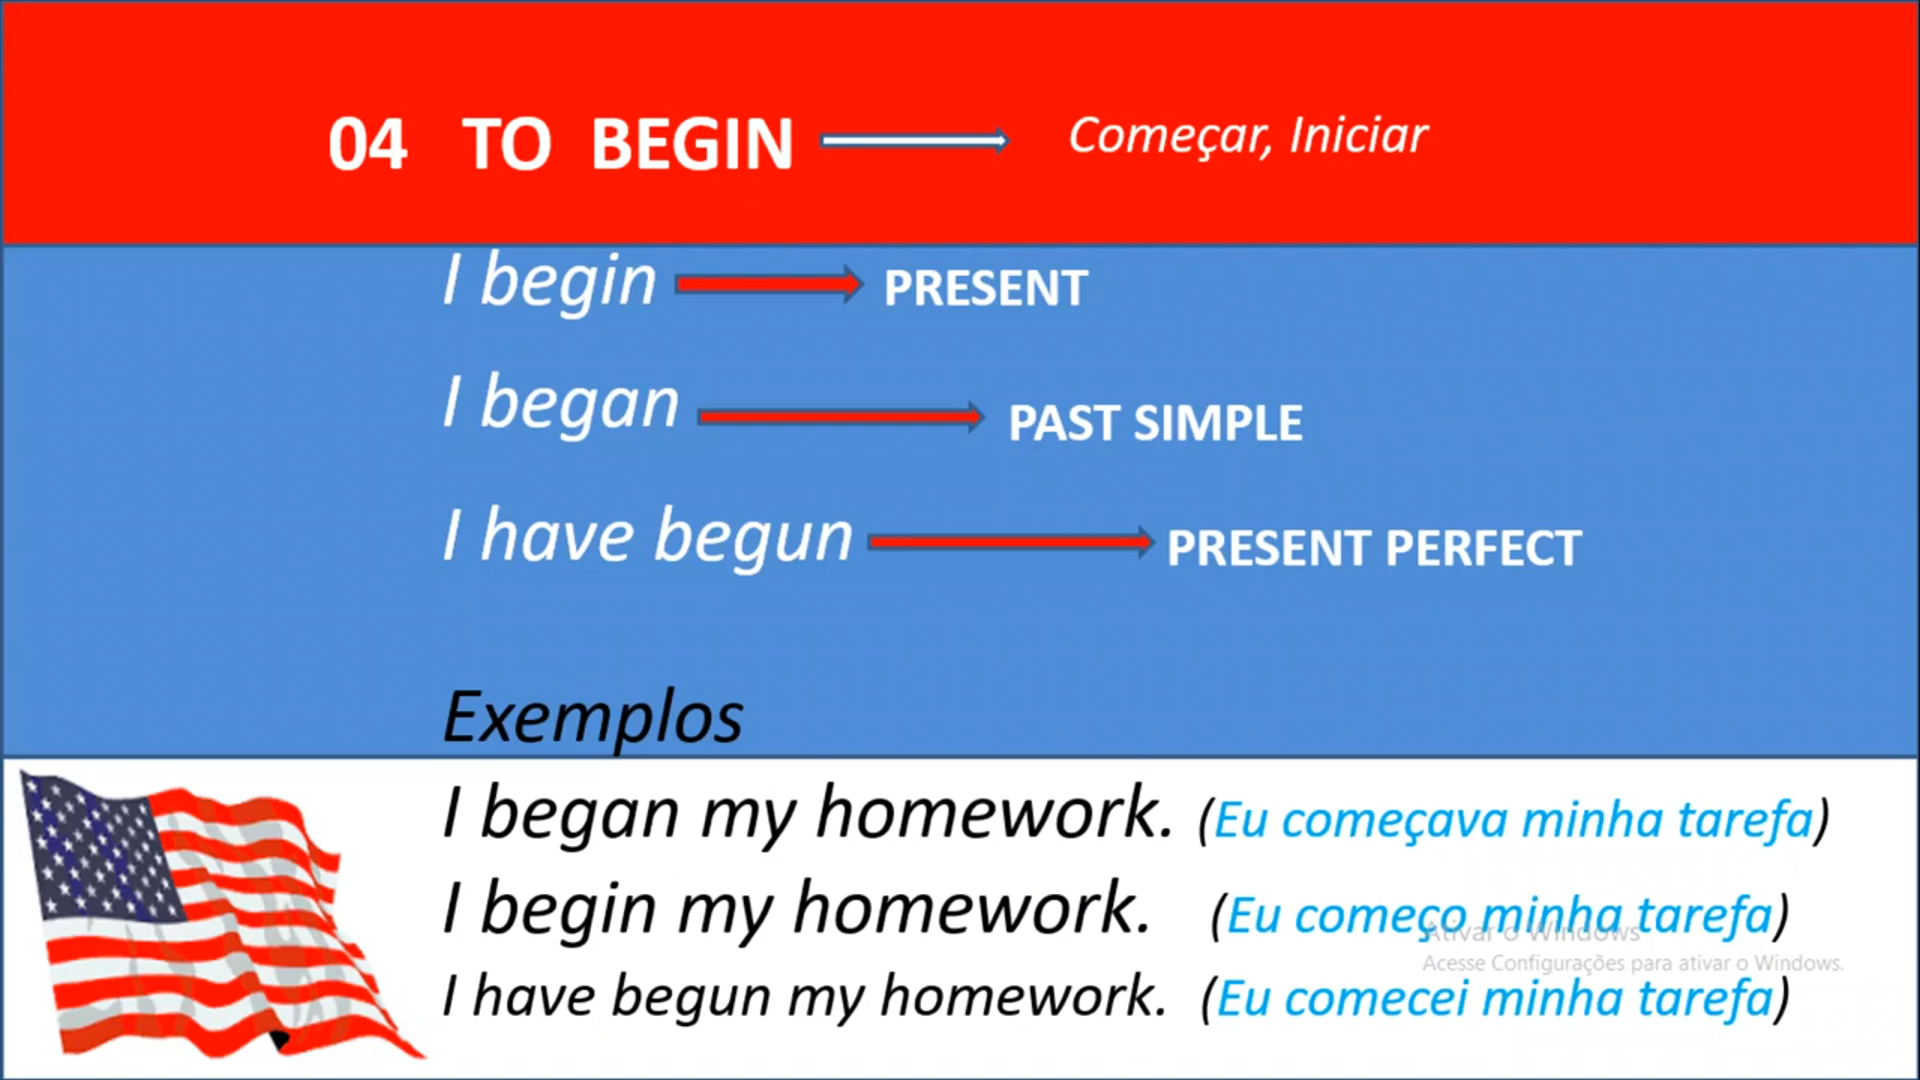 04 TO BEGIN Começar, Iniciar
I begin PRESENT
I began PAST SIMPLE
I have begun PRESENT PERFECT
Exemplos
I began my homework. (Eu começava minha tarefa)
I begin my homework. (Eu começo minha tarefa)
Ativar o Windows
Acesse Configurações para ativar o Windows.
I have begun my homework. (Eu comecei minha tarefa)